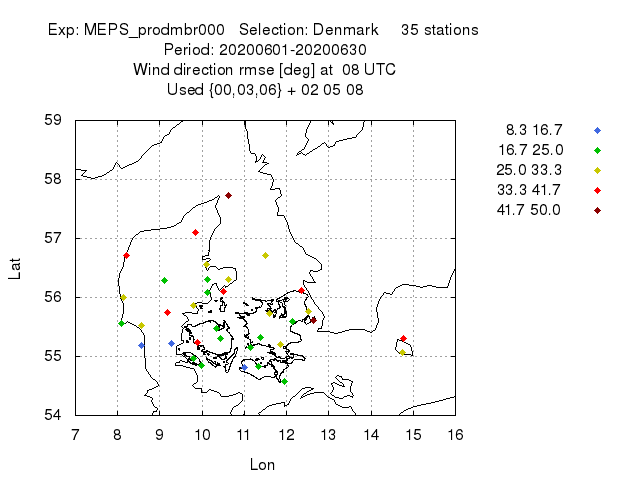 Exp: MEPS_prodmbr000 Selection: Denmark 35 stations
Period: 20200601-20200630
Wind direction rmse [deg] at 08 UTC
Used {00,03,06} + 02 05 08
8.3 16.7
16.7 25.0
25.0 33.3
33.3 41.7
41.7 50.0
59
58
57
56
55
54
Lat
7 8 9 10 11 12 13 14 15 16
Lon